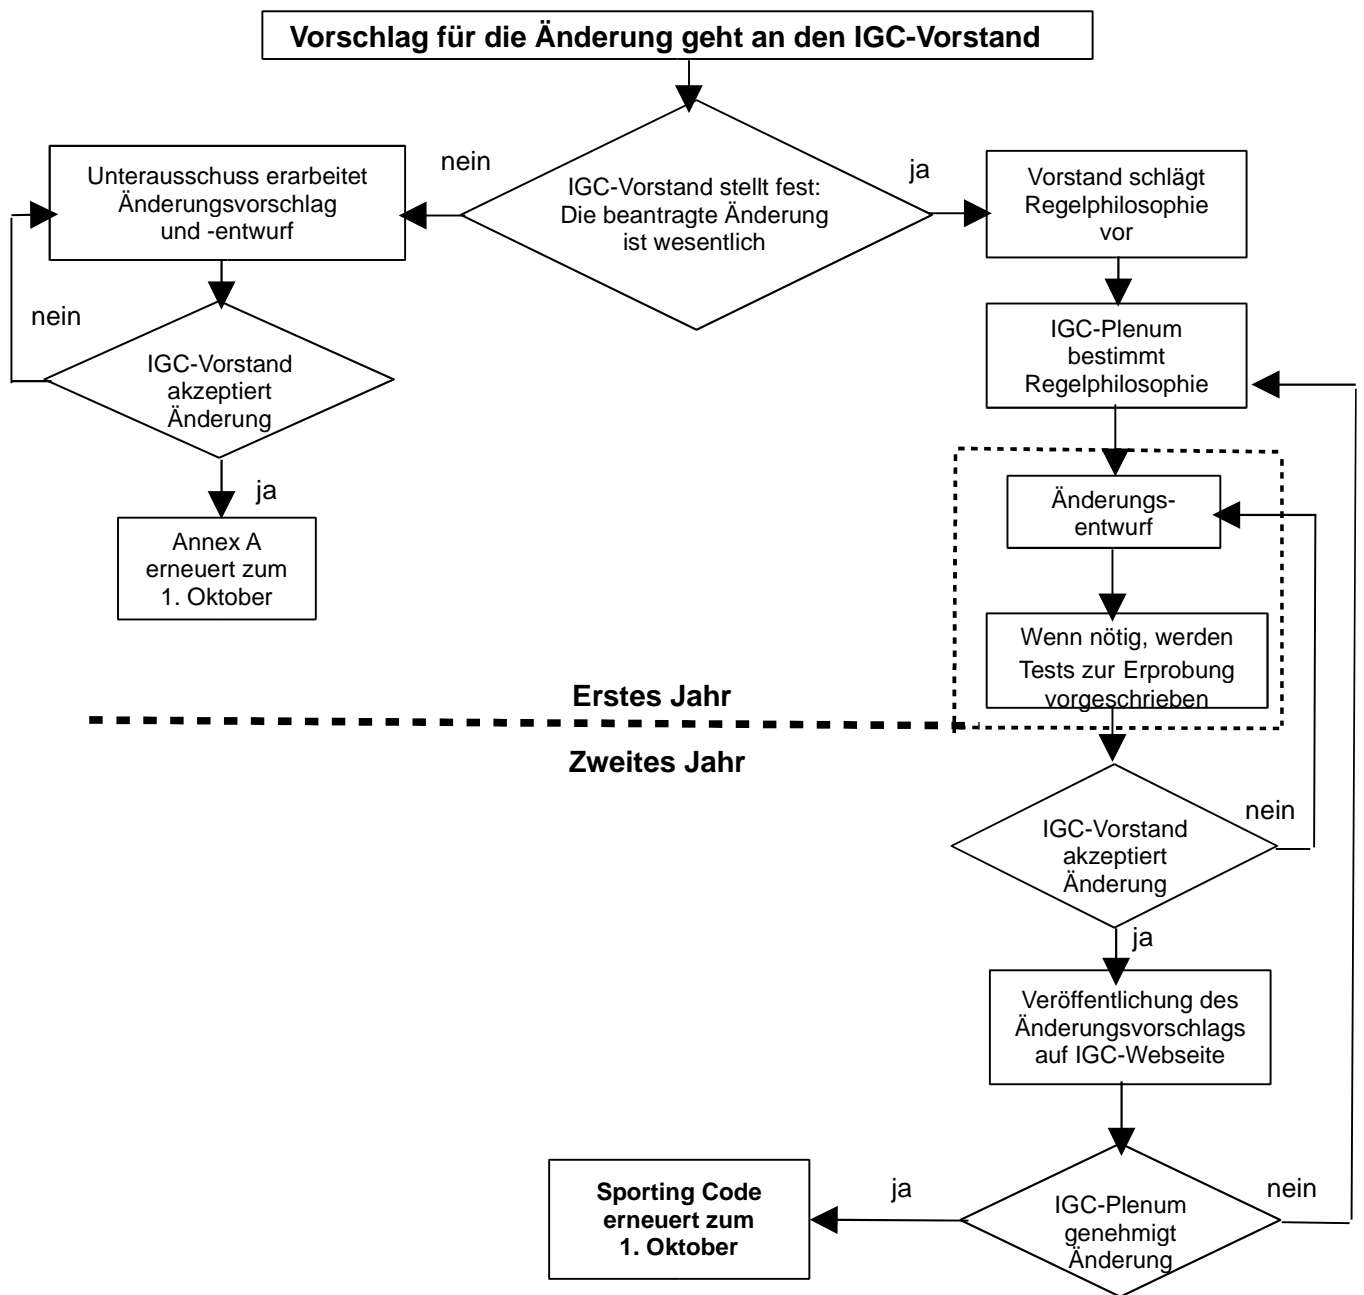 Vorschlag für die Änderung geht an den IGC-Vorstand
nein
ja
Unterausschuss erarbeitet
Änderungsvorschlag
und -entwurf
IGC-Vorstand stellt fest:
Die beantragte Änderung
ist wesentlich
Vorstand schlägt
Regelphilosophie
vor
nein
IGC-Vorstand
akzeptiert
Änderung
IGC-Plenum
bestimmt
Regelphilosophie
ja
Annex A
erneuert zum
1. Oktober
Änderungs-
entwurf
Wenn nötig, werden
Tests zur Erprobung
vorgeschrieben
Erstes Jahr
Zweites Jahr
nein
IGC-Vorstand
akzeptiert
Änderung
ja
Veröffentlichung des
Änderungsvorschlags
auf IGC-Webseite
Sporting Code
erneuert zum
1. Oktober
ja
IGC-Plenum
genehmigt
Änderung
nein